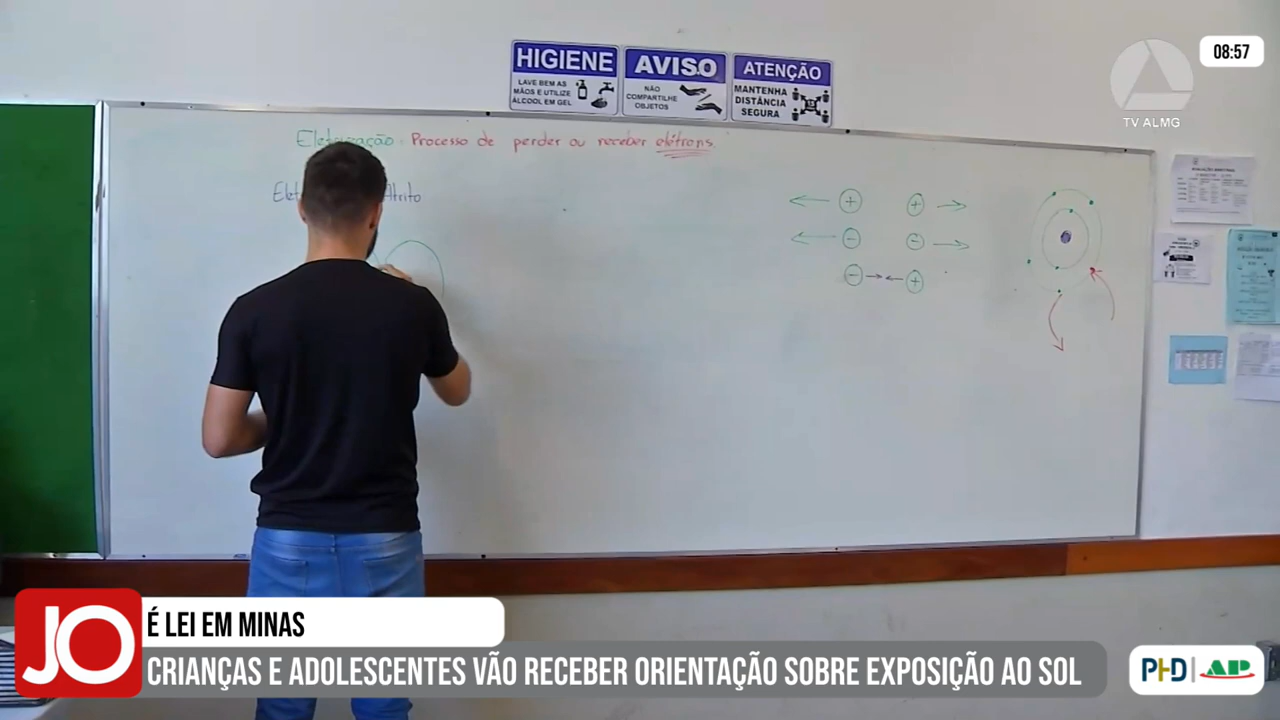 HIGIENE
LAVE BEM AS
MÃOS E UTILIZE
ÁLCOOL EM GEL
AVISO
NÃO
COMPARTILHE
OBJETOS
ATENÇÃO
MANTENHA
DISTÂNCIA
SEGURA
08:57
TV ALMG
Processo de perder ou receber elétrons.
Atrito
JO
É LEI EM MINAS
CRIANÇAS E ADOLESCENTES VÃO RECEBER ORIENTAÇÃO SOBRE EXPOSIÇÃO AO SOL
PHD | AP